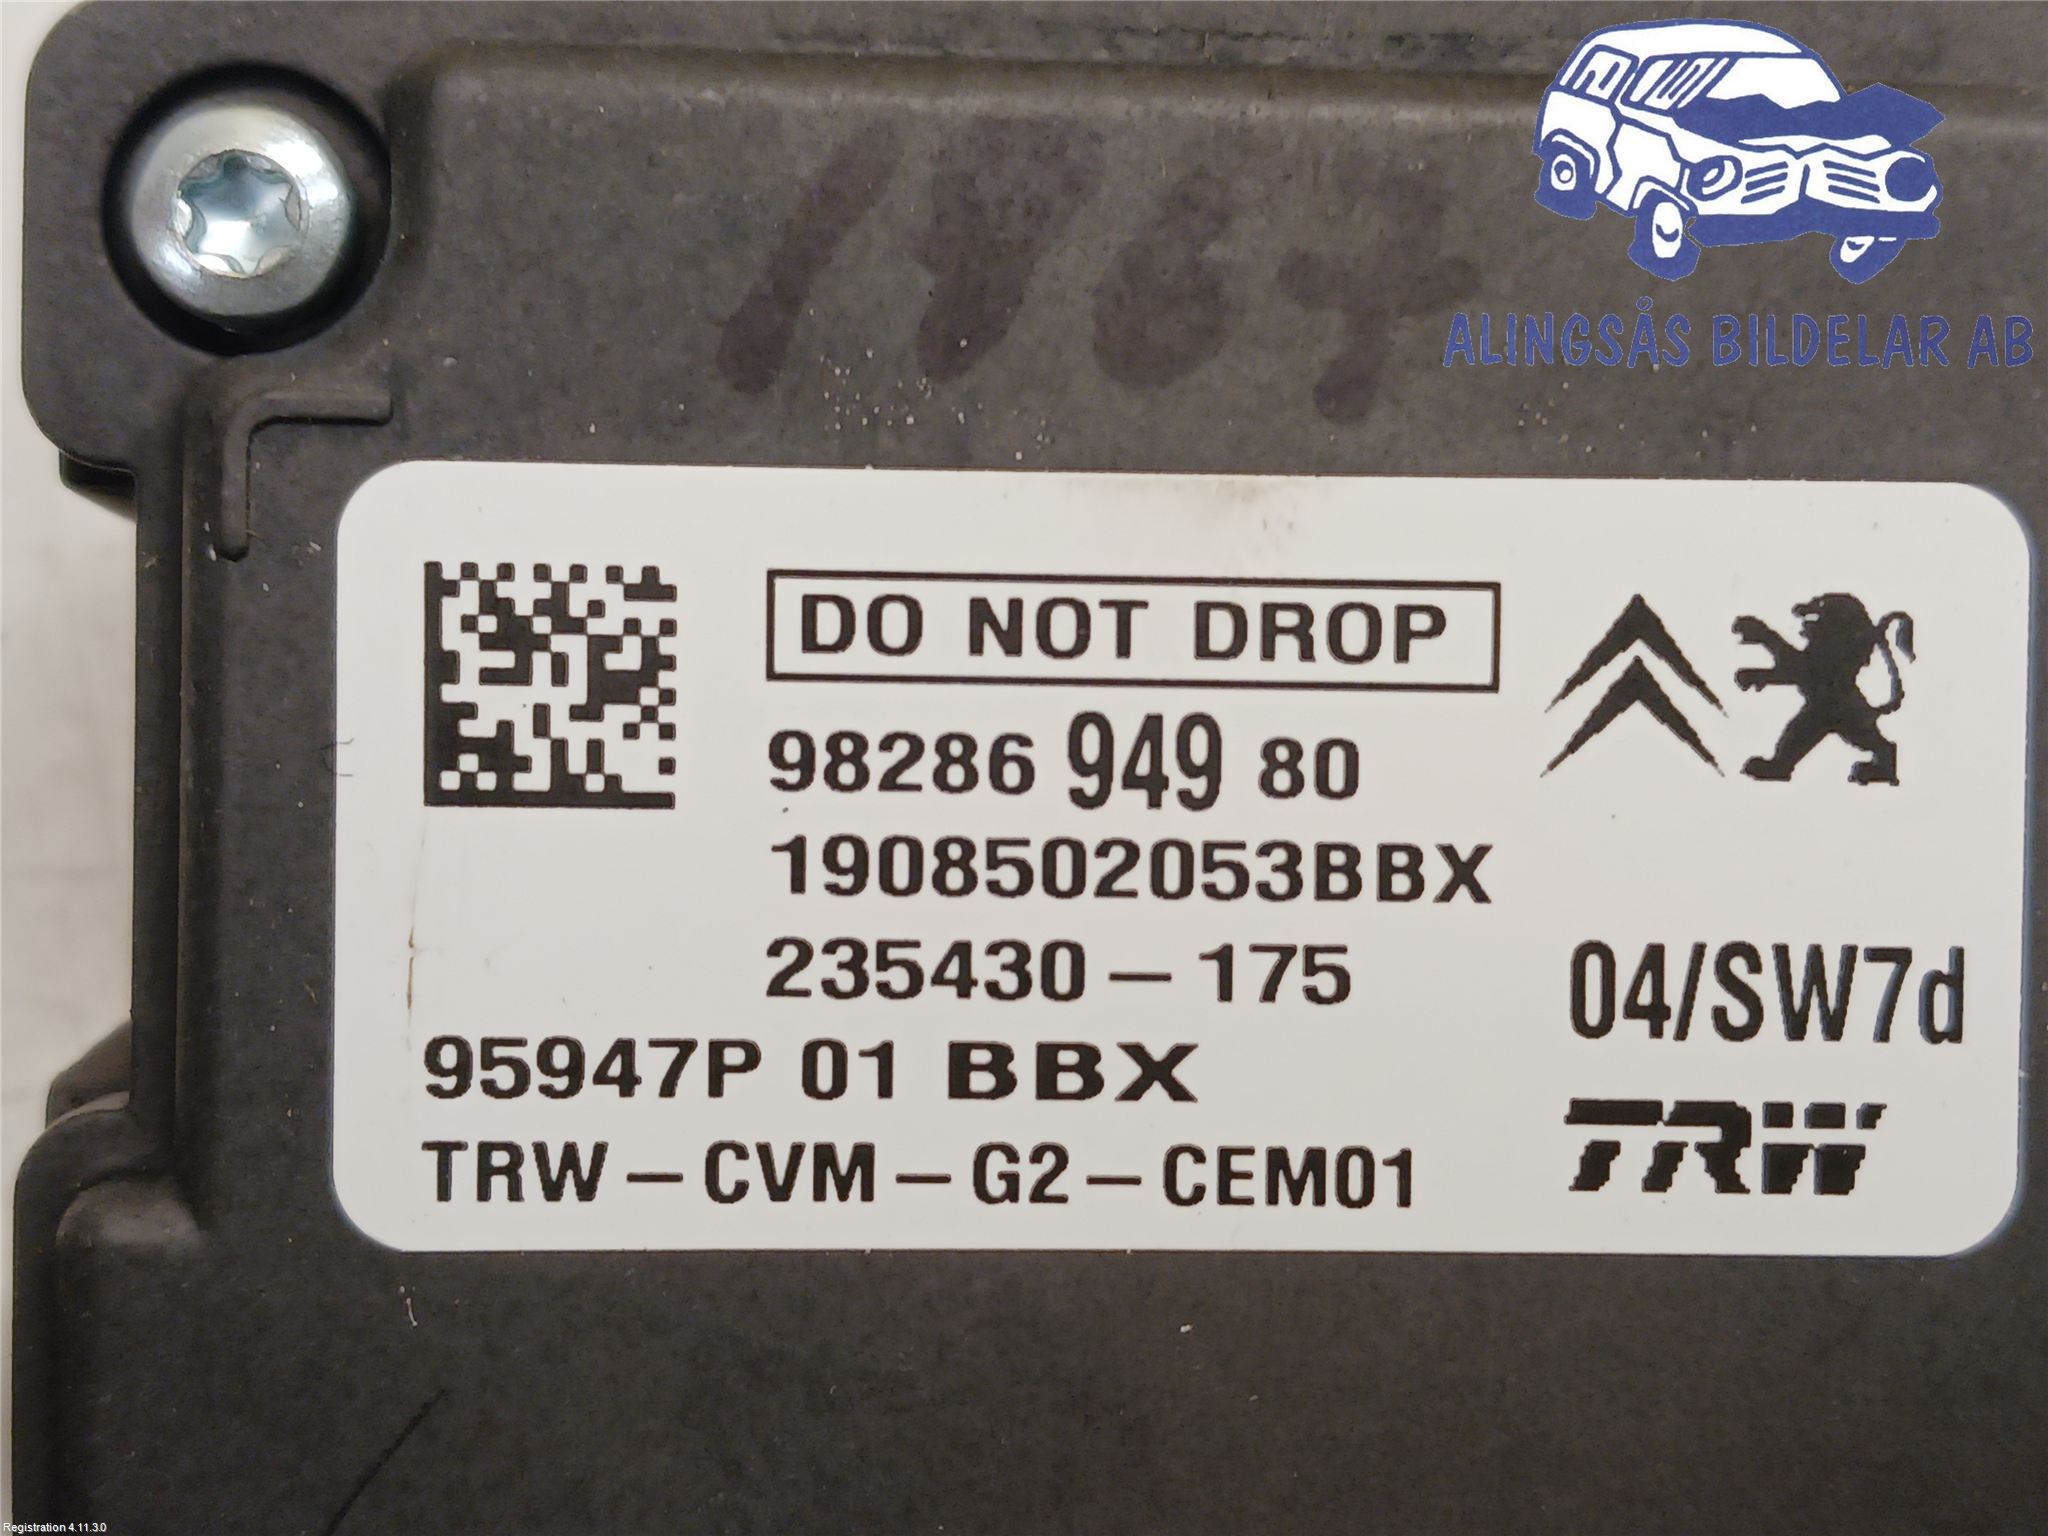 ALINGSÅS BILDELAR AB
DO NOT DROP
98286 949 80
1908502053BBX
235430-175
04/SW7d
95947P 01 BBX
TRW
TRW-CVM-G2-CEM01
Registration 4.11.3.0